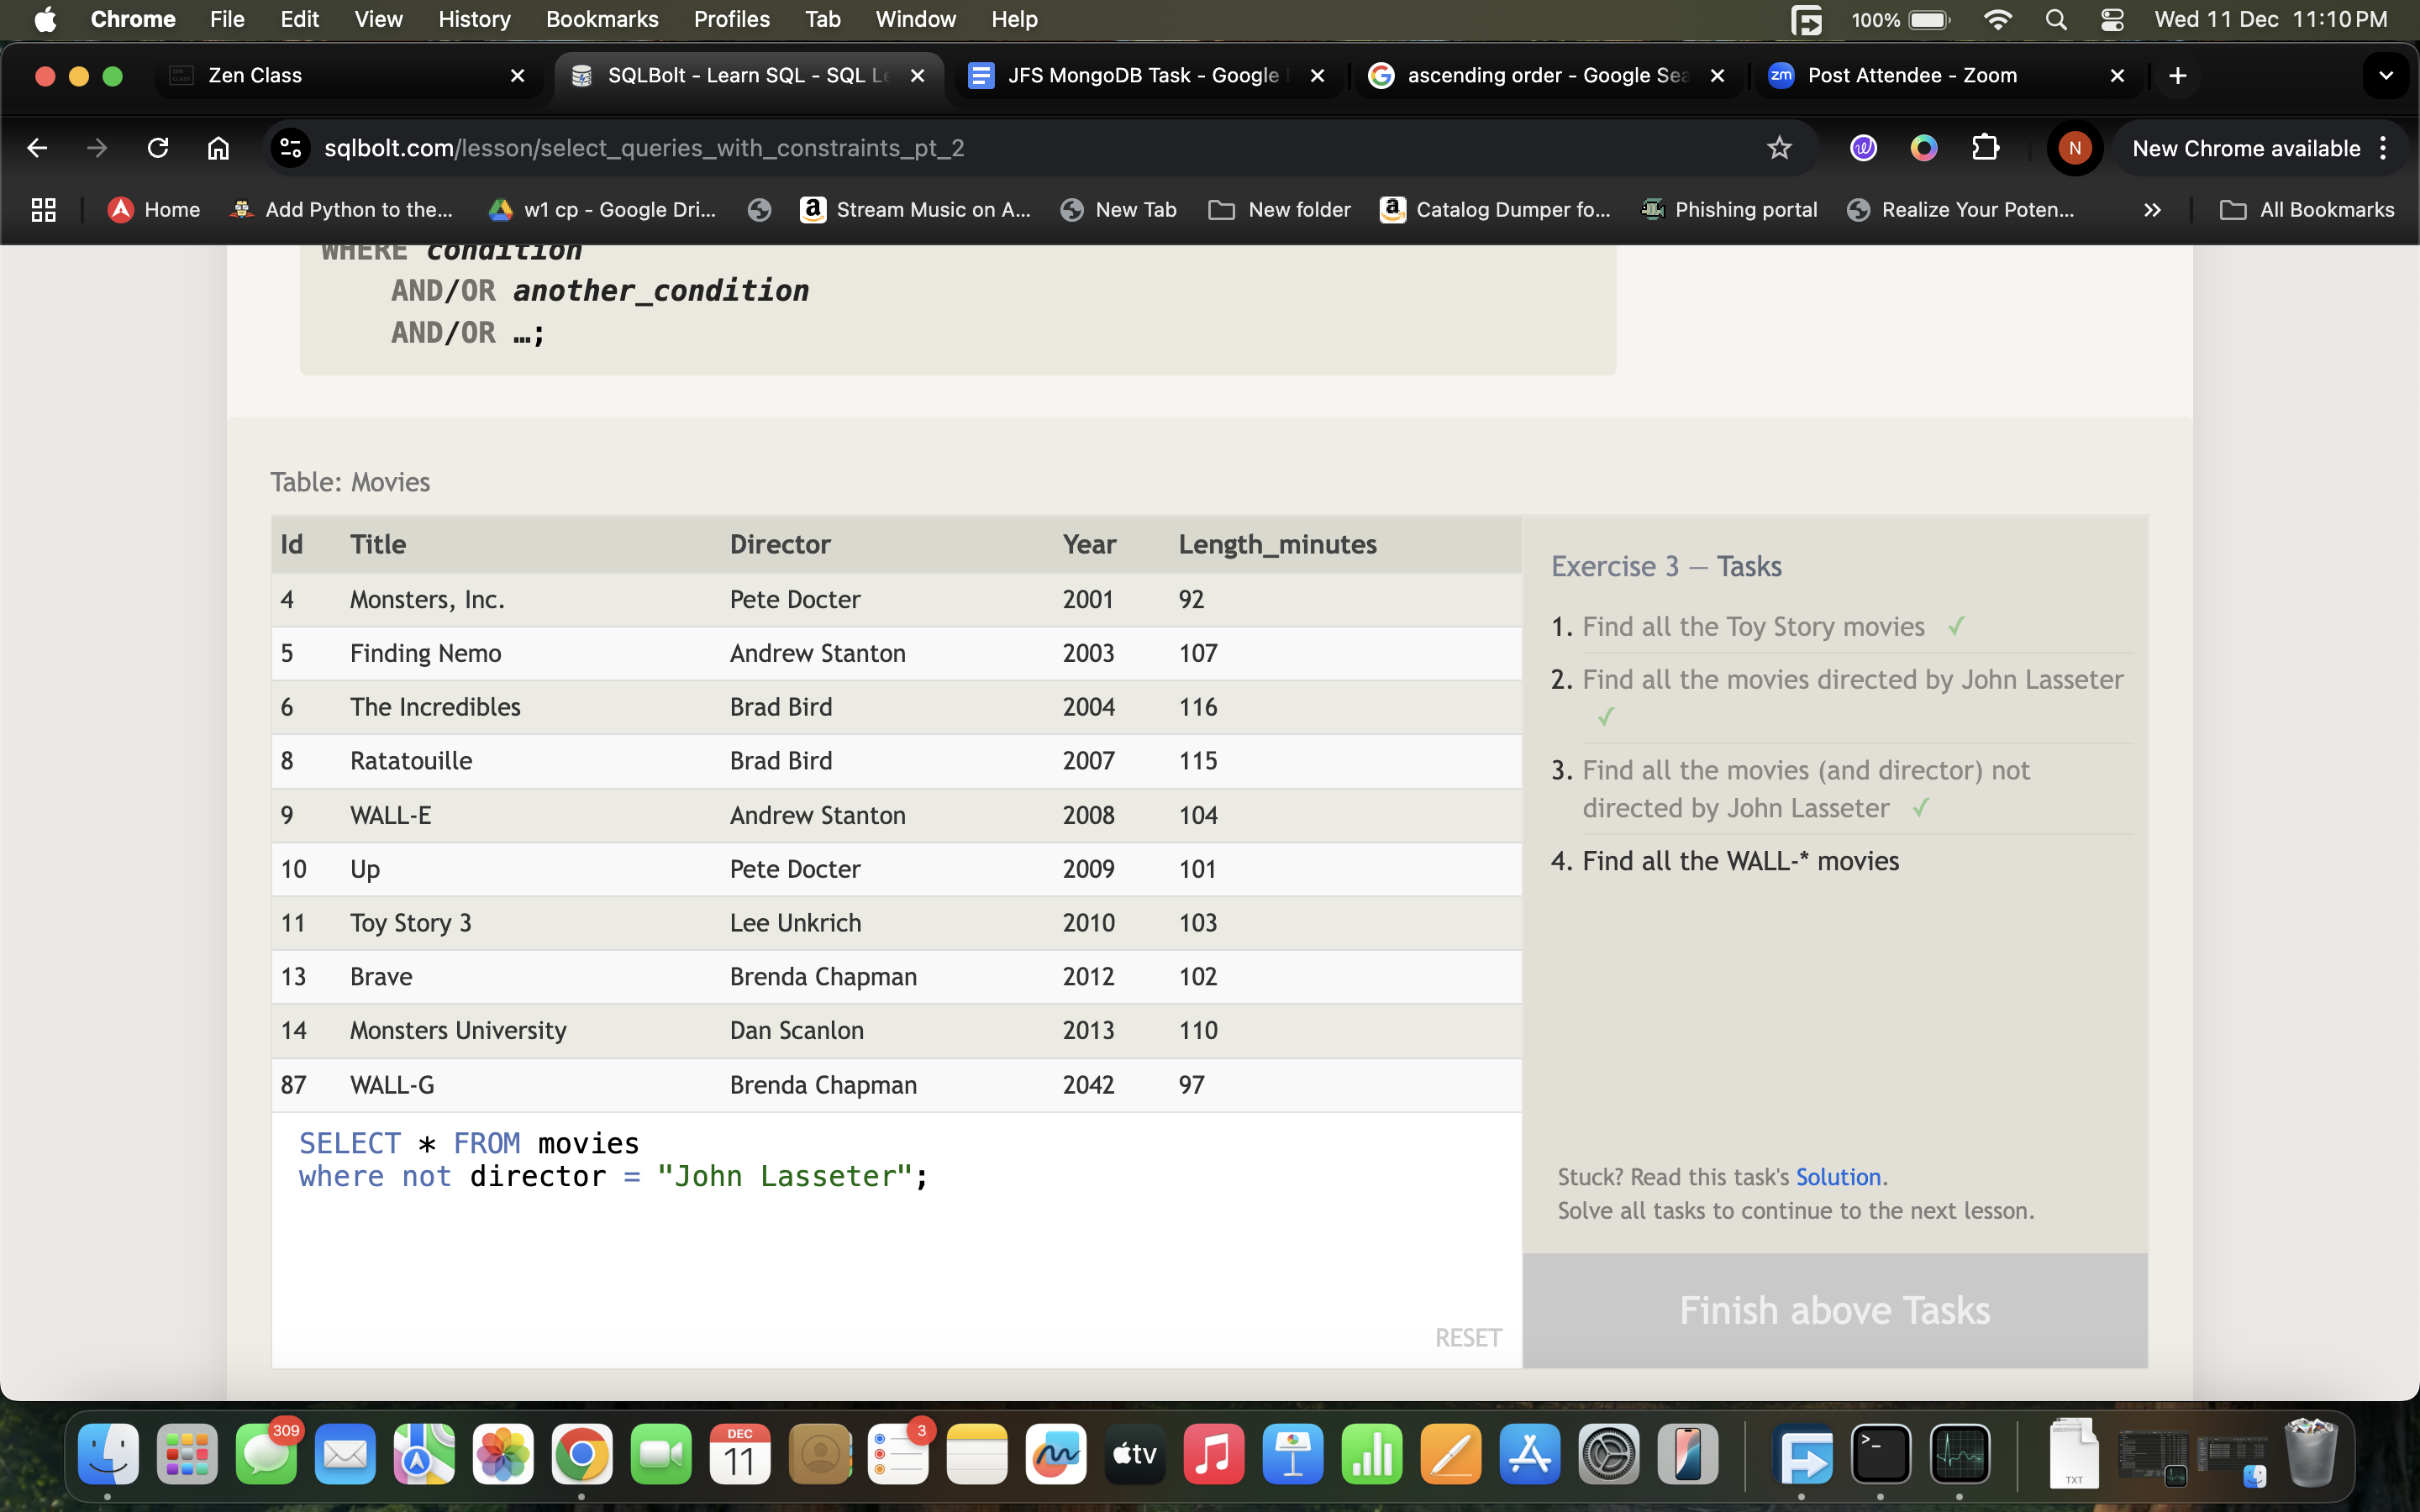 Chrome File Edit View History Bookmarks Profiles Tab Window Help 100% Wed 11 Dec 11:10 PM
Zen Class SQLBolt - Learn SQL - SQL Le JFS MongoDB Task - Google ascending order - Google Sea zm Post Attendee - Zoom
sqlbolt.com/lesson/select_queries_with_constraints_pt_2 N New Chrome available
Home Add Python to the... w1 cp - Google Dri... Stream Music on A... New Tab New folder Catalog Dumper fo... Phishing portal Realize Your Poten... All Bookmarks
WHERE condition
AND/OR another_condition
AND/OR …;
Table: Movies
Id Title Director Year Length_minutes
4 Monsters, Inc. Pete Docter 2001 92
5 Finding Nemo Andrew Stanton 2003 107
6 The Incredibles Brad Bird 2004 116
8 Ratatouille Brad Bird 2007 115
9 WALL-E Andrew Stanton 2008 104
10 Up Pete Docter 2009 101
11 Toy Story 3 Lee Unkrich 2010 103
13 Brave Brenda Chapman 2012 102
14 Monsters University Dan Scanlon 2013 110
87 WALL-G Brenda Chapman 2042 97
SELECT * FROM movies
where not director = "John Lasseter";
RESET
Exercise 3 — Tasks
1. Find all the Toy Story movies ✓
2. Find all the movies directed by John Lasseter
✓
3. Find all the movies (and director) not
directed by John Lasseter ✓
4. Find all the WALL-* movies
Stuck? Read this task's Solution.
Solve all tasks to continue to the next lesson.
Finish above Tasks
309 DEC 11 3 tv TXT